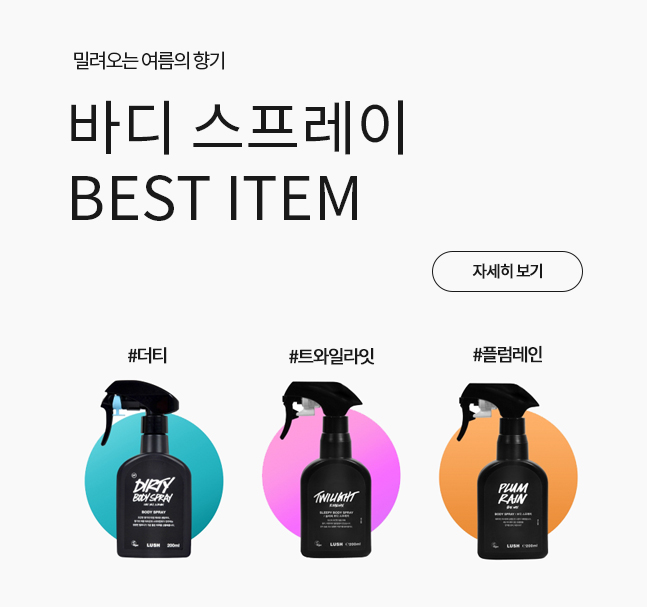 밀려오는 여름의 향기
바디 스프레이
BEST ITEM
자세히 보기
#더티
#트와일라잇
#플럼레인
DIRTY
BODY SPRAY
BODY SPRAY
LUSH 200ml
TWILIGHT
SLEEPY BODY SPRAY
LUSH
PLUM
RAIN
BODY SPRAY
LUSH